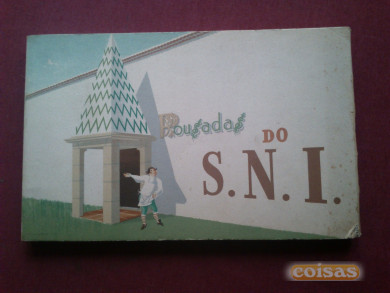 Pousadas
DO
S. N. I.
coisas